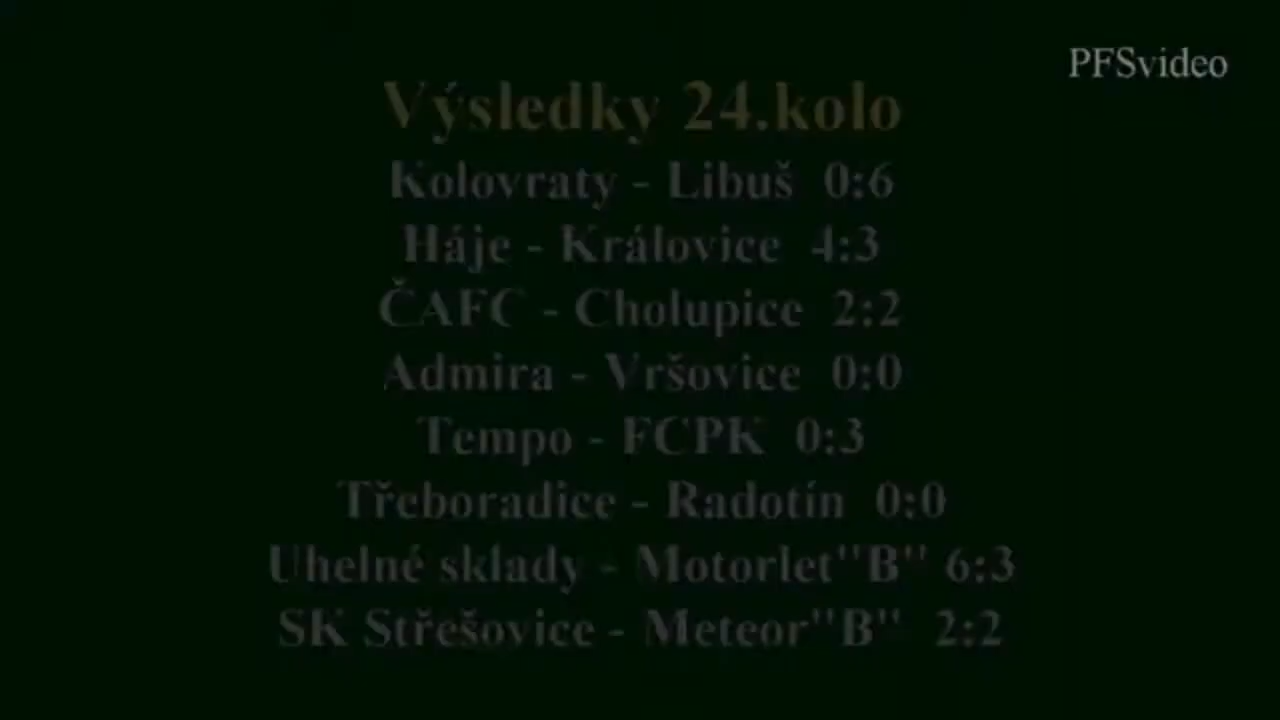 PFSvideo
Výsledky 24.kolo
Kolovraty - Libuš 0:6
Háje - Královice 4:3
ČAFC - Cholupice 2:2
Admira - Vršovice 0:0
Tempo - FCPK 0:3
Třeboradice - Radotín 0:0
Uhelné sklady - Motorlet"B" 6:3
SK Střešovice - Meteor"B" 2:2